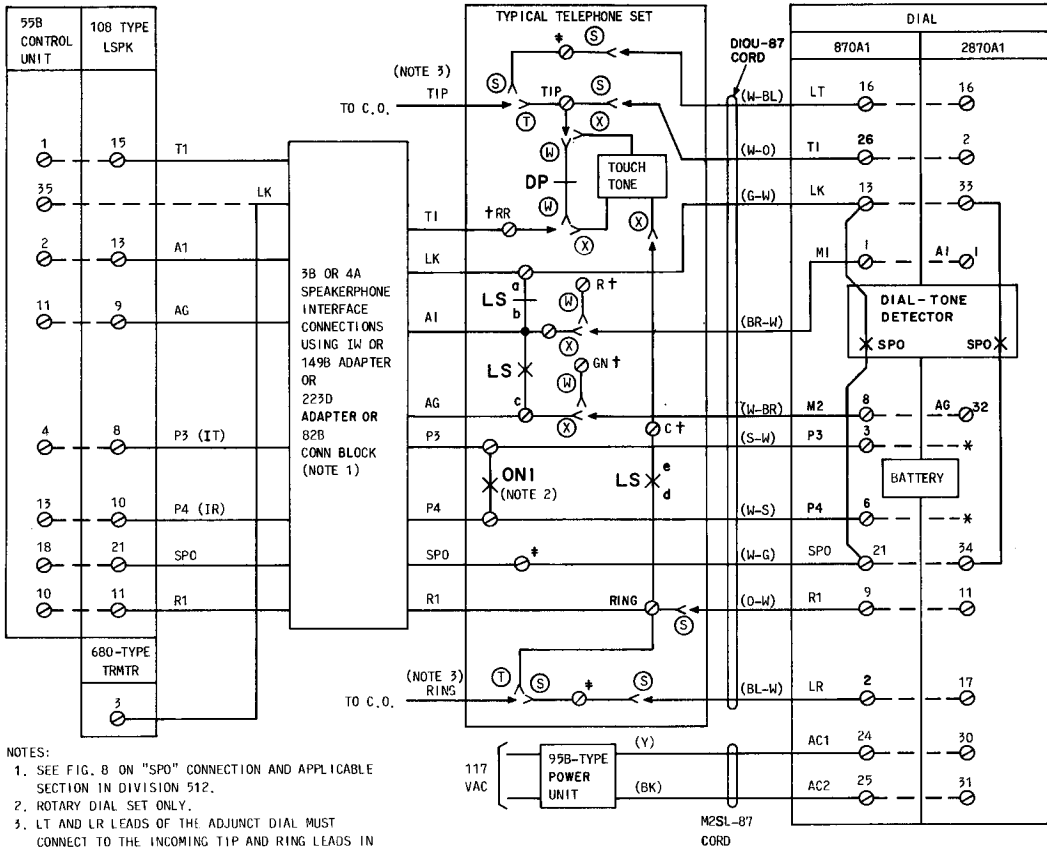 55B CONTROL UNIT
108 TYPE LSPK
1
15
T1
35
LK
2
13
A1
11
9
AG
4
8
P3 (IT)
13
10
P4 (IR)
18
21
SPO
10
11
R1
680-TYPE TRMTR
3
3B OR 4A
SPEAKERPHONE
INTERFACE
CONNECTIONS
USING IW OR
149B ADAPTER
OR
223D
ADAPTER OR
82B
CONN BLOCK
(NOTE 1)
TYPICAL TELEPHONE SET
‡
S
(NOTE 3)
TIP
TO C.O.
S
T
TIP
S
X
W
DP
TOUCH TONE
W
X
X
T1
†RR
LK
a
LS
b
R†
W
A1
X
LS
GN†
W
AG
c
X
C†
P3
ON1
(NOTE 2)
LS
e
d
P4
SPO
‡
R1
RING
S
(NOTE 3)
RING
TO C.O.
T
S
‡
S
DIQU-87 CORD
(W-BL)
(W-O)
(G-W)
(BR-W)
(W-BR)
(S-W)
(W-S)
(W-G)
(O-W)
(BL-W)
DIAL
870A1
2870A1
LT
16
16
T1
26
2
LK
13
33
M1
1
A1
1
DIAL-TONE DETECTOR
SPO
SPO
M2
8
AG
32
P3
3
*
BATTERY
P4
6
*
SPO
21
34
R1
9
11
LR
2
17
AC1
24
30
AC2
25
31
117 VAC
95B-TYPE POWER UNIT
(Y)
(BK)
M2SL-87 CORD
NOTES:
1. SEE FIG. 8 ON "SPO" CONNECTION AND APPLICABLE
SECTION IN DIVISION 512.
2. ROTARY DIAL SET ONLY.
3. LT AND LR LEADS OF THE ADJUNCT DIAL MUST
CONNECT TO THE INCOMING TIP AND RING LEADS IN